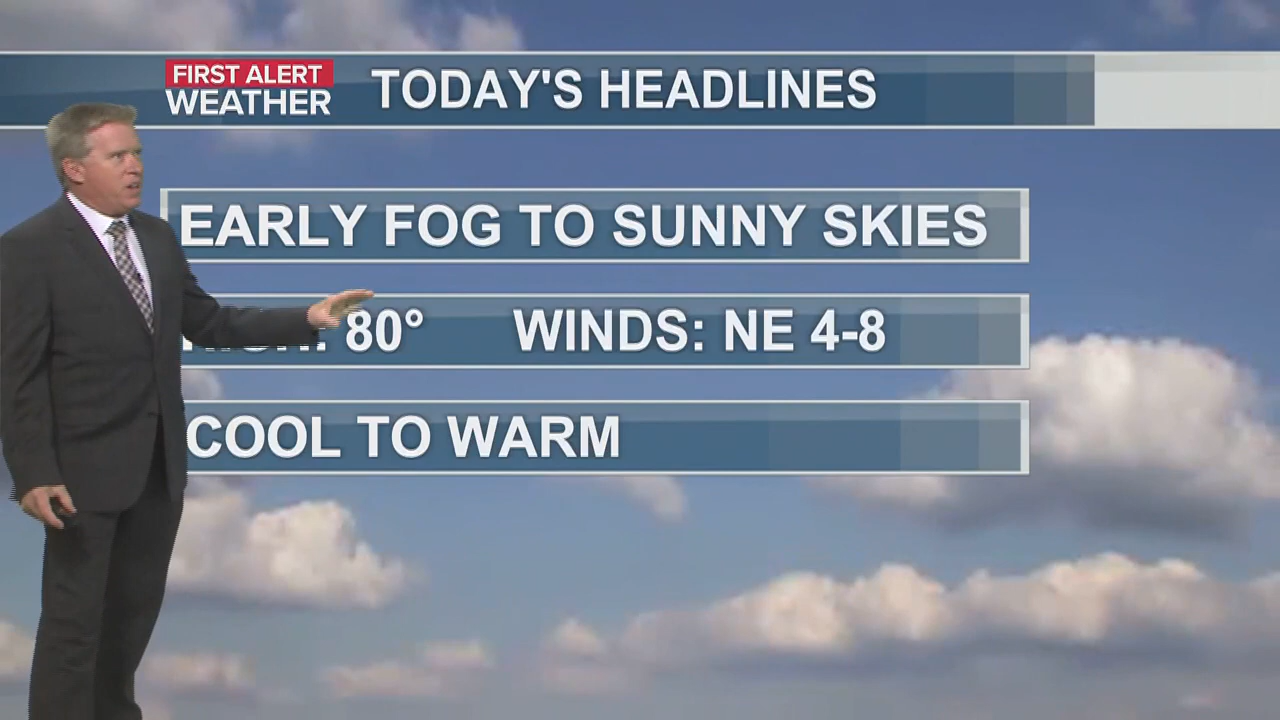 FIRST ALERT
WEATHER
TODAY'S HEADLINES
EARLY FOG TO SUNNY SKIES
80° WINDS: NE 4-8
COOL TO WARM